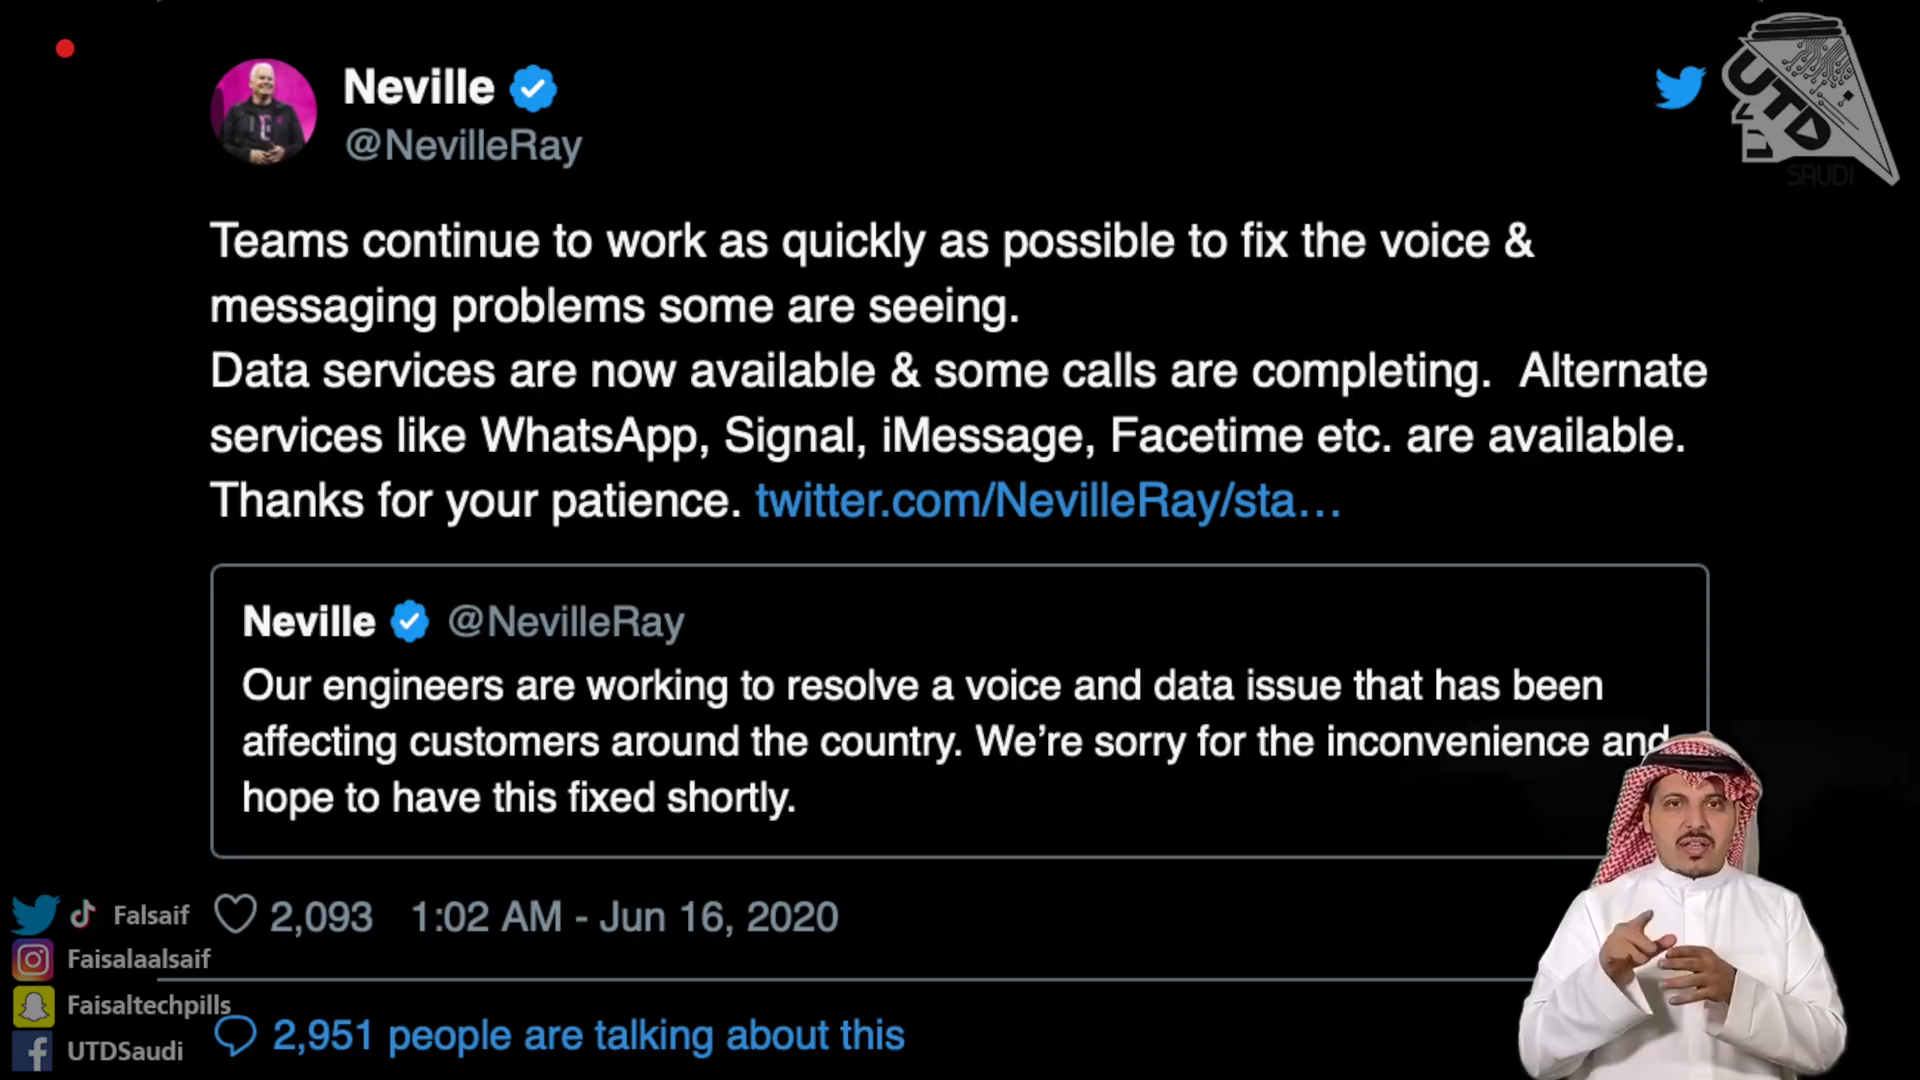 Neville
@NevilleRay
UTD
SAUDI
Teams continue to work as quickly as possible to fix the voice &
messaging problems some are seeing.
Data services are now available & some calls are completing.  Alternate
services like WhatsApp, Signal, iMessage, Facetime etc. are available.
Thanks for your patience. twitter.com/NevilleRay/sta…
Neville @NevilleRay
Our engineers are working to resolve a voice and data issue that has been
affecting customers around the country. We’re sorry for the inconvenience and
hope to have this fixed shortly.
2,093 1:02 AM - Jun 16, 2020
2,951 people are talking about this
Falsaif
Faisalaalsaif
Faisaltechpills
UTDSaudi